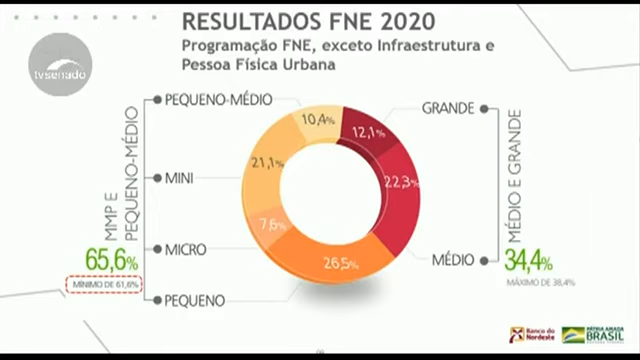 RESULTADOS FNE 2020
Programação FNE, exceto Infraestrutura e
Pessoa Física Urbana
tvsenado
PEQUENO-MÉDIO
MINI
MICRO
PEQUENO
GRANDE
MÉDIO
10,4%
12,1%
21,1%
22,3%
7,6%
26,5%
MMP E
PEQUENO-MÉDIO
65,6%
MÍNIMO DE 61,6%
MÉDIO E GRANDE
34,4%
MÁXIMO DE 38,4%
Banco do
Nordeste
PÁTRIA AMADA
BRASIL